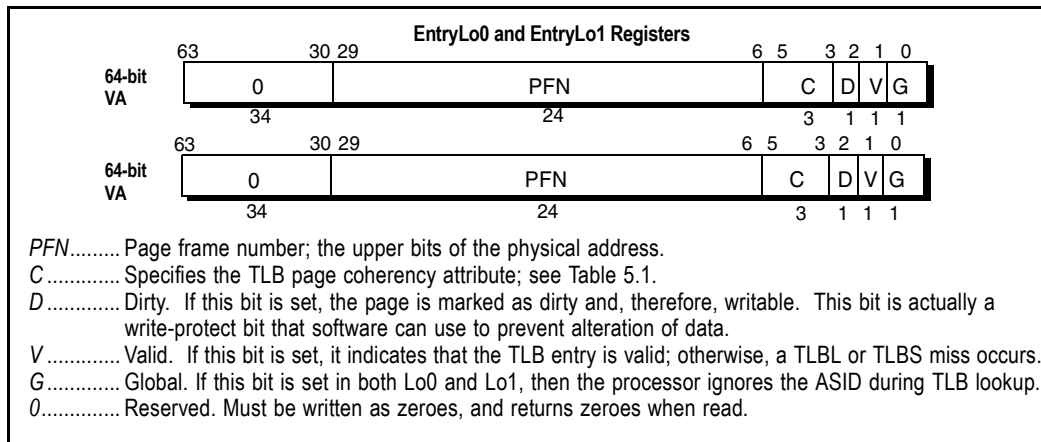 EntryLo0 and EntryLo1 Registers
63 30 29 6 5 3 2 1 0
64-bit VA
0 PFN C D V G
34 24 3 1 1 1
63 30 29 6 5 3 2 1 0
64-bit VA
0 PFN C D V G
34 24 3 1 1 1
PFN......... Page frame number; the upper bits of the physical address.
C............. Specifies the TLB page coherency attribute; see Table 5.1.
D............. Dirty. If this bit is set, the page is marked as dirty and, therefore, writable. This bit is actually a
write-protect bit that software can use to prevent alteration of data.
V............. Valid. If this bit is set, it indicates that the TLB entry is valid; otherwise, a TLBL or TLBS miss occurs.
G............. Global. If this bit is set in both Lo0 and Lo1, then the processor ignores the ASID during TLB lookup.
0.............. Reserved. Must be written as zeroes, and returns zeroes when read.